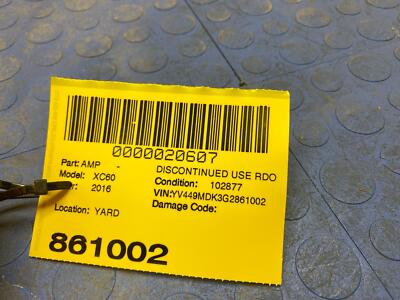 0000020607
Part: AMP - DISCONTINUED USE RDO
Model: XC60 Condition: 102877
2016 VIN:YV449MDK3G2861002
Location: YARD Damage Code:
861002